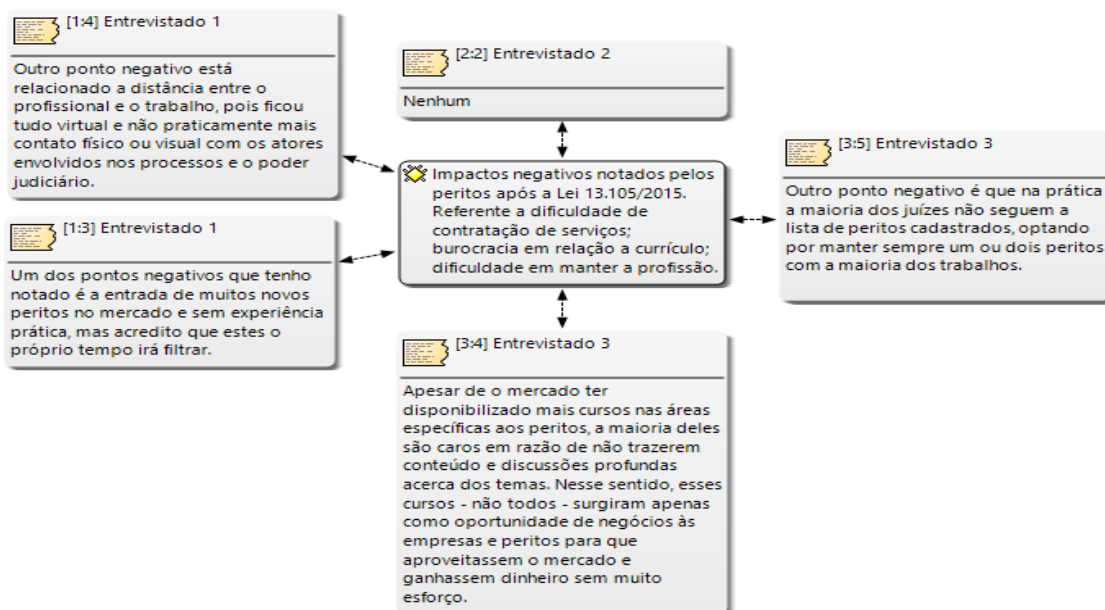 [1:4] Entrevistado 1
Outro ponto negativo está
relacionado a distância entre o
profissional e o trabalho, pois ficou
tudo virtual e não praticamente mais
contato físico ou visual com os atores
envolvidos nos processos e o poder
judiciário.
[2:2] Entrevistado 2
Nenhum
[1:3] Entrevistado 1
Um dos pontos negativos que tenho
notado é a entrada de muitos novos
peritos no mercado e sem experiência
prática, mas acredito que estes o
próprio tempo irá filtrar.
Impactos negativos notados pelos
peritos após a Lei 13.105/2015.
Referente a dificuldade de
contratação de serviços;
burocracia em relação a currículo;
dificuldade em manter a profissão.
[3:5] Entrevistado 3
Outro ponto negativo é que na prática
a maioria dos juízes não seguem a
lista de peritos cadastrados, optando
por manter sempre um ou dois peritos
com a maioria dos trabalhos.
[3:4] Entrevistado 3
Apesar de o mercado ter
disponibilizado mais cursos nas áreas
específicas aos peritos, a maioria deles
são caros em razão de não trazerem
conteúdo e discussões profundas
acerca dos temas. Nesse sentido, esses
cursos - não todos - surgiram apenas
como oportunidade de negócios às
empresas e peritos para que
aproveitassem o mercado e
ganhassem dinheiro sem muito
esforço.